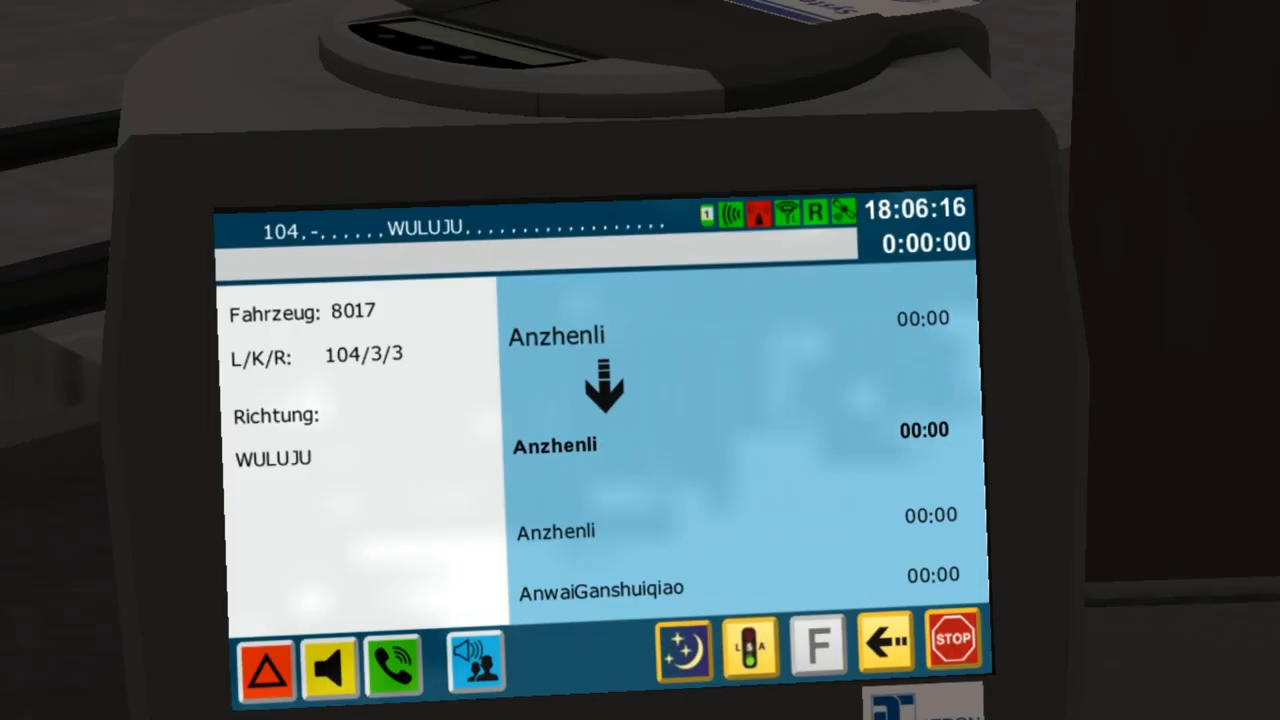 104.-......WULUJU..................
1
R
18:06:16
0:00:00
Fahrzeug: 8017
L/K/R: 104/3/3
Richtung:
WULUJU
Anzhenli 00:00
Anzhenli 00:00
Anzhenli 00:00
AnwaiGanshuiqiao 00:00
L S A
F
STOP